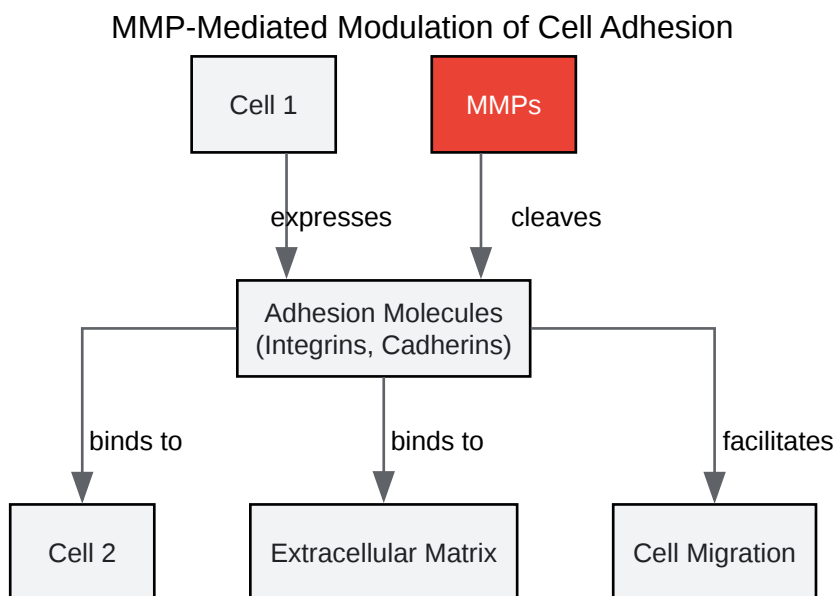 MMP-Mediated Modulation of Cell Adhesion
Cell 1
MMPs
expresses
cleaves
Adhesion Molecules
(Integrins, Cadherins)
binds to
binds to
facilitates
Cell 2
Extracellular Matrix
Cell Migration